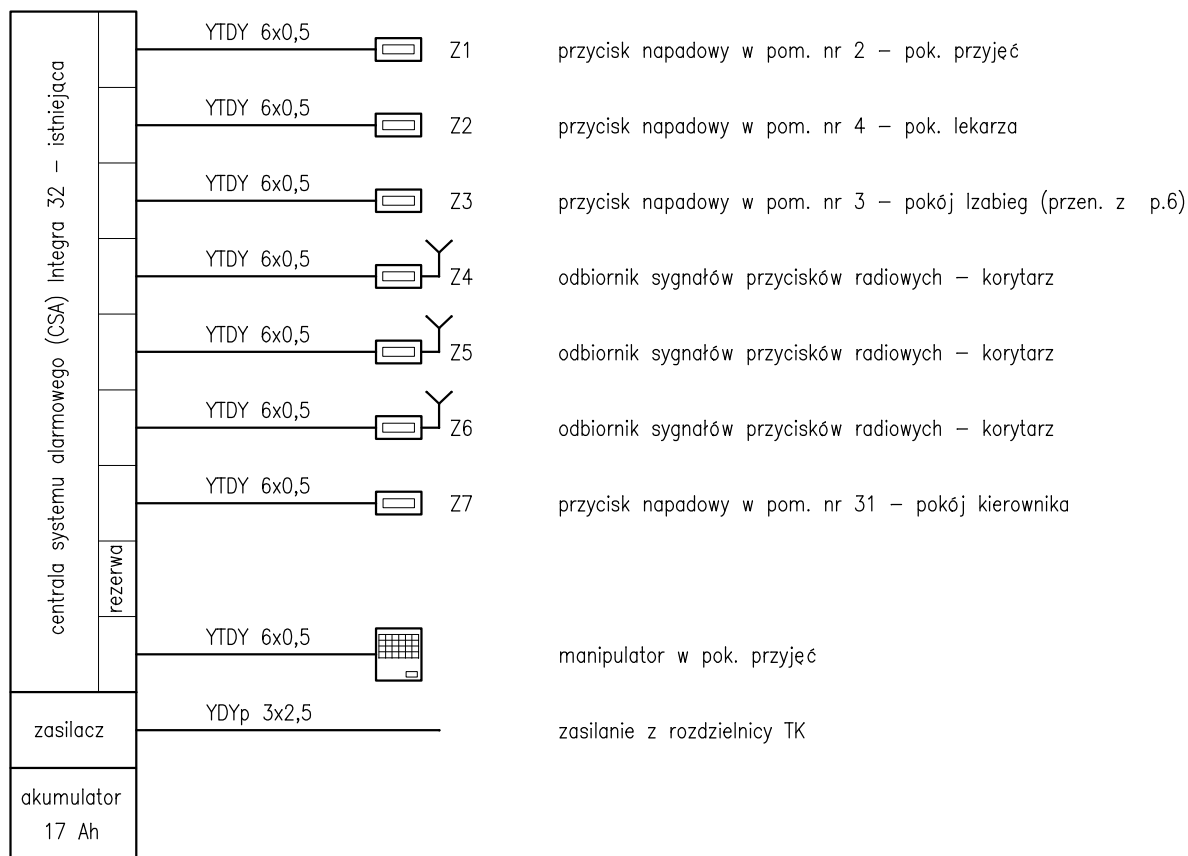 centrala systemu alarmowego (CSA) Integra 32 – istniejąca
YTDY 6x0,5
Z1
przycisk napadowy w pom. nr 2 – pok. przyjęć
YTDY 6x0,5
Z2
przycisk napadowy w pom. nr 4 – pok. lekarza
YTDY 6x0,5
Z3
przycisk napadowy w pom. nr 3 – pokój Izabieg (przen. z p.6)
YTDY 6x0,5
Z4
odbiornik sygnałów przycisków radiowych – korytarz
YTDY 6x0,5
Z5
odbiornik sygnałów przycisków radiowych – korytarz
YTDY 6x0,5
Z6
odbiornik sygnałów przycisków radiowych – korytarz
YTDY 6x0,5
Z7
przycisk napadowy w pom. nr 31 – pokój kierownika
rezerwa
YTDY 6x0,5
manipulator w pok. przyjęć
zasilacz
YDYp 3x2,5
zasilanie z rozdzielnicy TK
akumulator
17 Ah